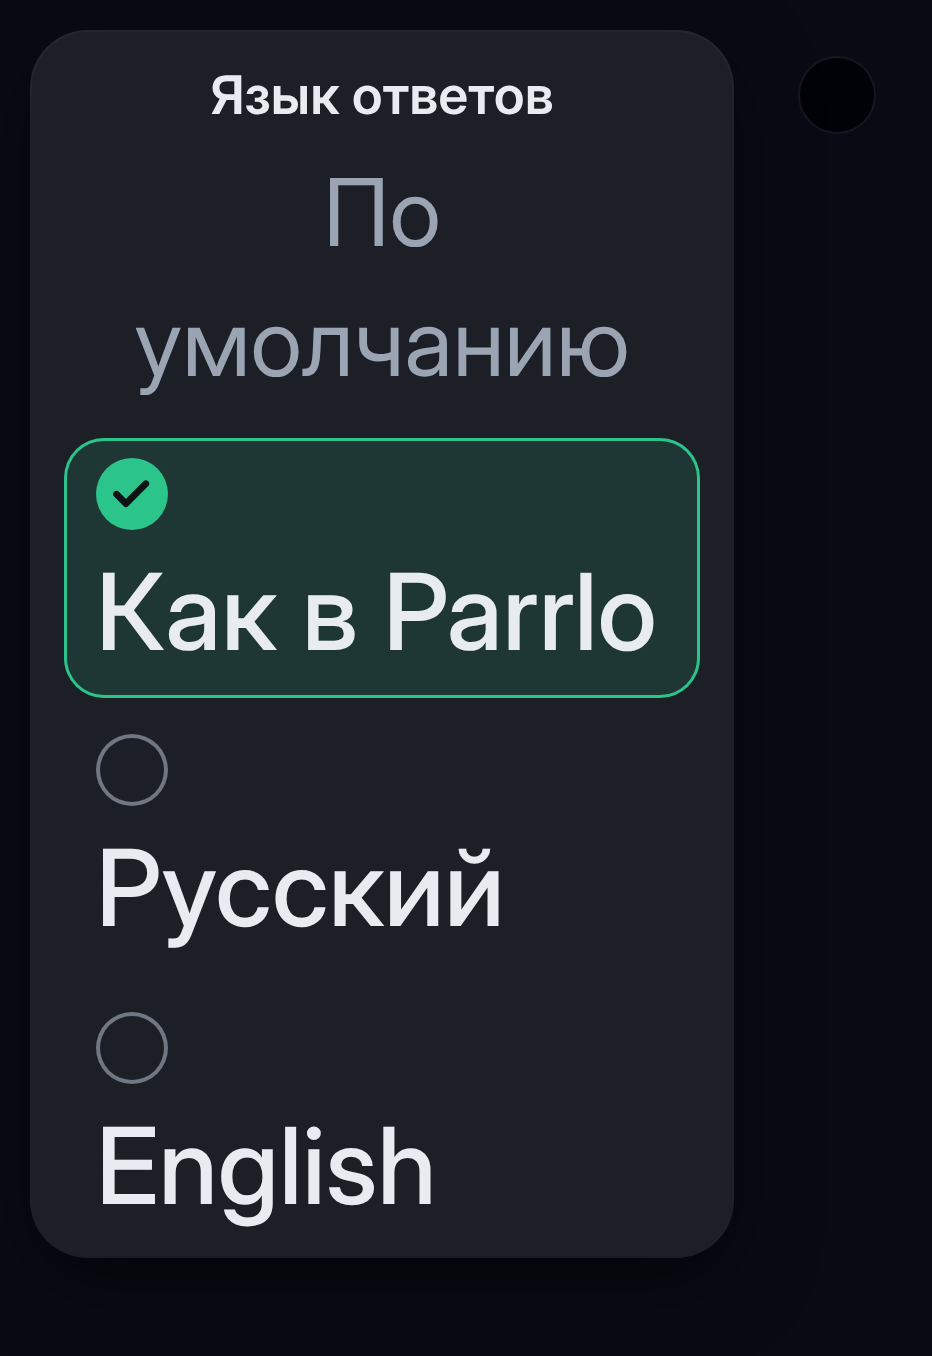 Язык ответов
По
умолчанию
Как в Parrlo
Русский
English